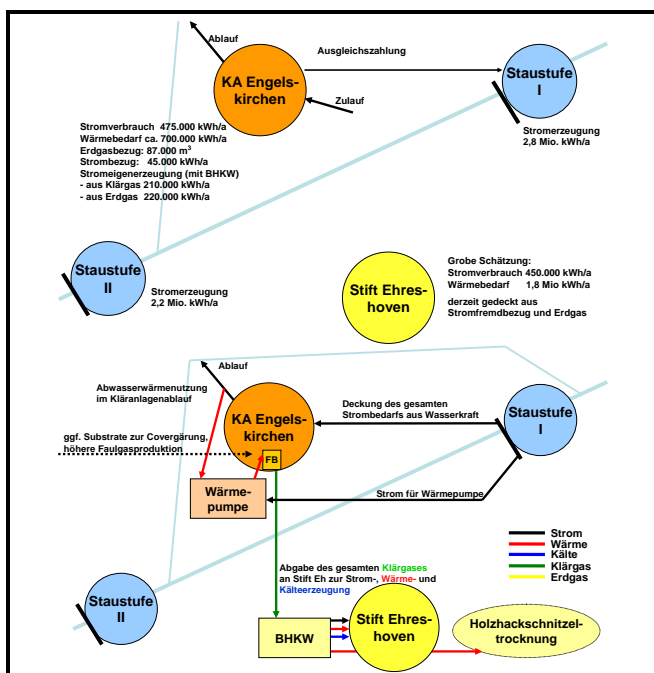 Ablauf
Ausgleichszahlung
KA Engels-
kirchen
Staustufe
I
Zulauf
Stromverbrauch 475.000 kWh/a
Wärmebedarf ca. 700.000 kWh/a
Erdgasbezug: 87.000 m³
Strombezug: 45.000 kWh/a
Stromeigenerzeugung (mit BHKW)
- aus Klärgas 210.000 kWh/a
- aus Erdgas 220.000 kWh/a
Stromerzeugung
2,8 Mio. kWh/a
Staustufe
II
Stromerzeugung
2,2 Mio. kWh/a
Stift Ehres-
hoven
Grobe Schätzung:
Stromverbrauch 450.000 kWh/a
Wärmebedarf 1,8 Mio kWh/a
derzeit gedeckt aus
Stromfremdbezug und Erdgas
Ablauf
Abwasserwärmenutzung
im Kläranlagenablauf
KA Engels-
kirchen
FB
Deckung des gesamten
Strombedarfs aus Wasserkraft
Staustufe
I
ggf. Substrate zur Covergärung,
höhere Faulgasproduktion
Wärme-
pumpe
Strom für Wärmepumpe
Strom
Wärme
Kälte
Klärgas
Erdgas
Abgabe des gesamten Klärgases
an Stift Eh zur Strom-, Wärme- und
Kälteerzeugung
Staustufe
II
BHKW
Stift Ehres-
hoven
Holzhackschnitzel-
trocknung